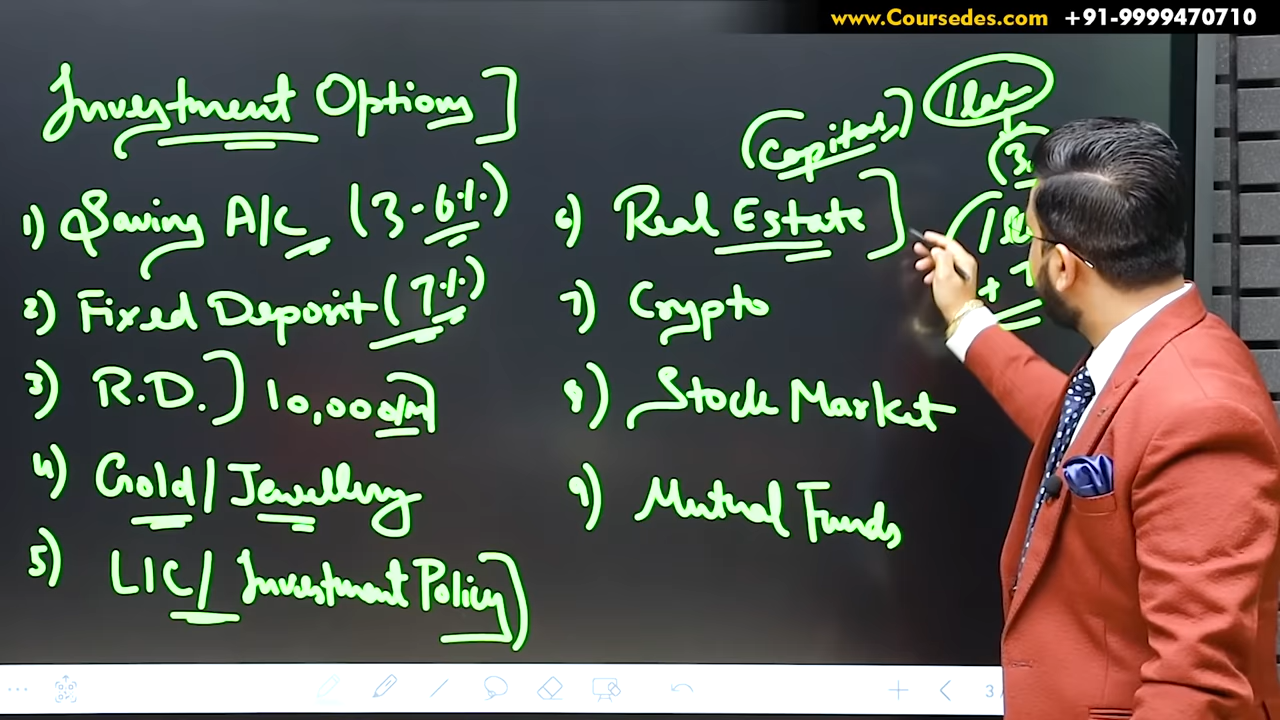 www.Coursedes.com +91-9999470710
Investment Options]
1) Saving A/C (3-6%)
2) Fixed Deposit (7%)
3) R.D.] 10,000/m
4) Gold/Jewellery
5) LIC/Investment Policy)
(Capital)
6) Real Estate]
7) Crypto
8) Stock Market
9) Mutual Funds
3/